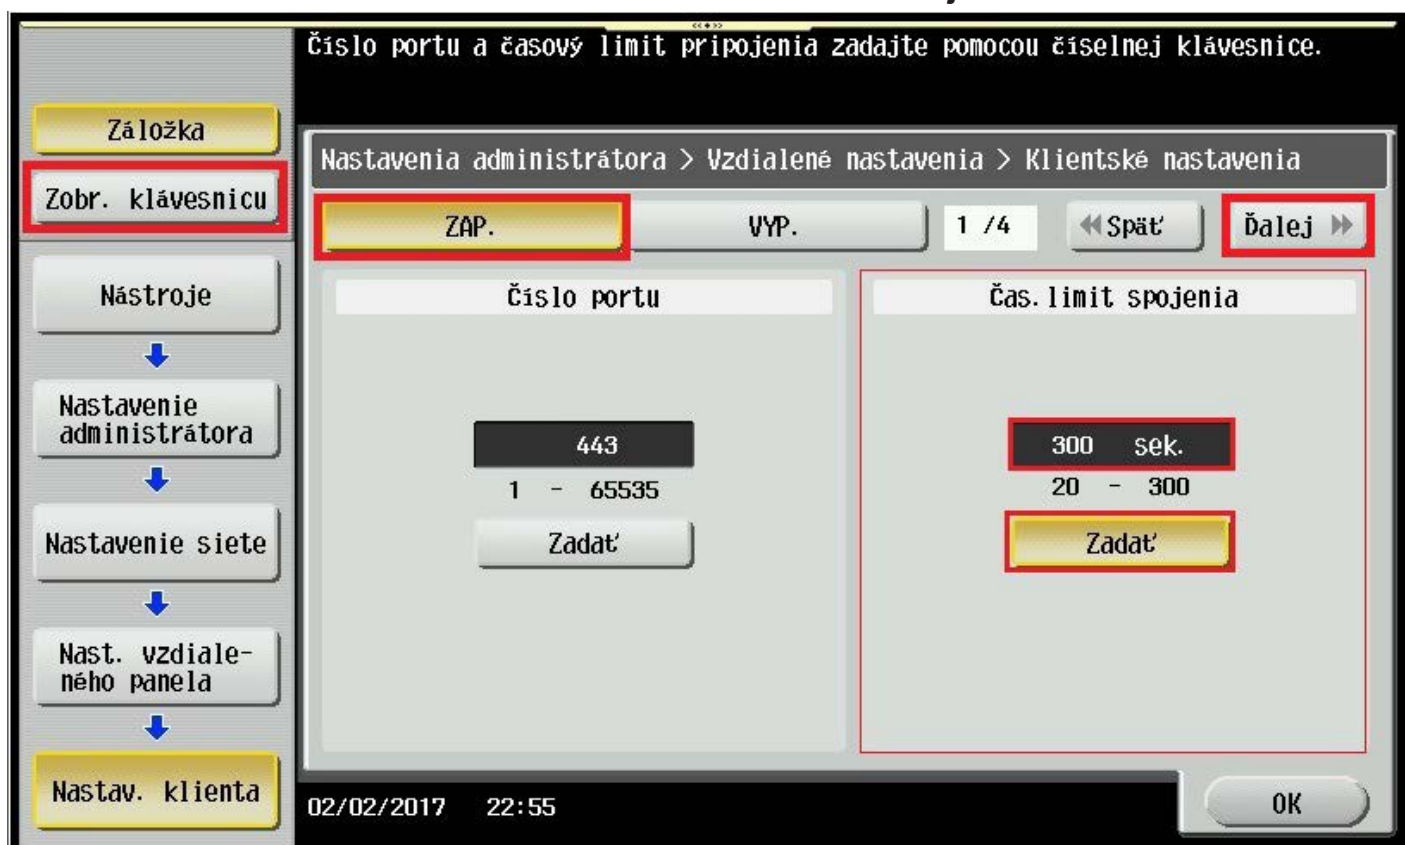 Číslo portu a časový limit pripojenia zadajte pomocou číselnej klávesnice.
Záložka
Zobr. klávesnicu
Nástroje
Nastavenie
administrátora
Nastavenie siete
Nast. vzdiale-
ného panela
Nastav. klienta
Nastavenia administrátora > Vzdialené nastavenia > Klientské nastavenia
ZAP. VYP. 1 /4 Späť Ďalej
Číslo portu
443
1 - 65535
Zadať
Čas.limit spojenia
300 sek.
20 - 300
Zadať
02/02/2017 22:55
OK